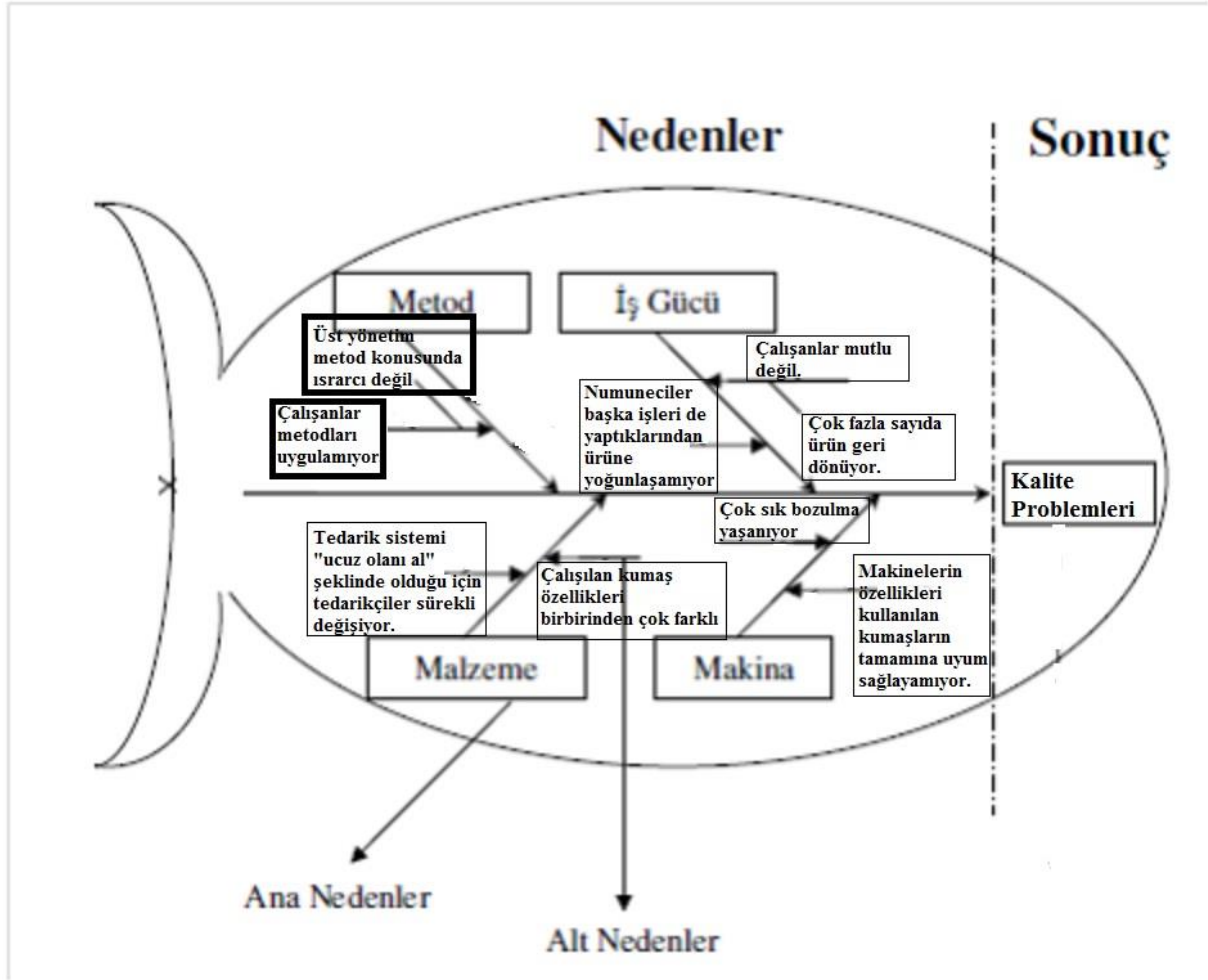 Nedenler
Sonuç
Metod
İş Gücü
Üst yönetim
metod konusunda
ısrarcı değil
Çalışanlar
metodları
uygulamıyor
Numuneciler
başka işleri de
yaptıklarından
ürüne
yoğunlaşamıyor
Çalışanlar mutlu
değil.
Çok fazla sayıda
ürün geri
dönüyor.
Kalite
Problemleri
Tedarik sistemi
"ucuz olanı al"
şeklinde olduğu için
tedarikçiler sürekli
değişiyor.
Çalışılan kumaş
özellikleri
birbirinden çok farklı
Çok sık bozulma
yaşanıyor
Makinelerin
özellikleri
kullanılan
kumaşların
tamamına uyum
sağlayamıyor.
Malzeme
Makina
Ana Nedenler
Alt Nedenler